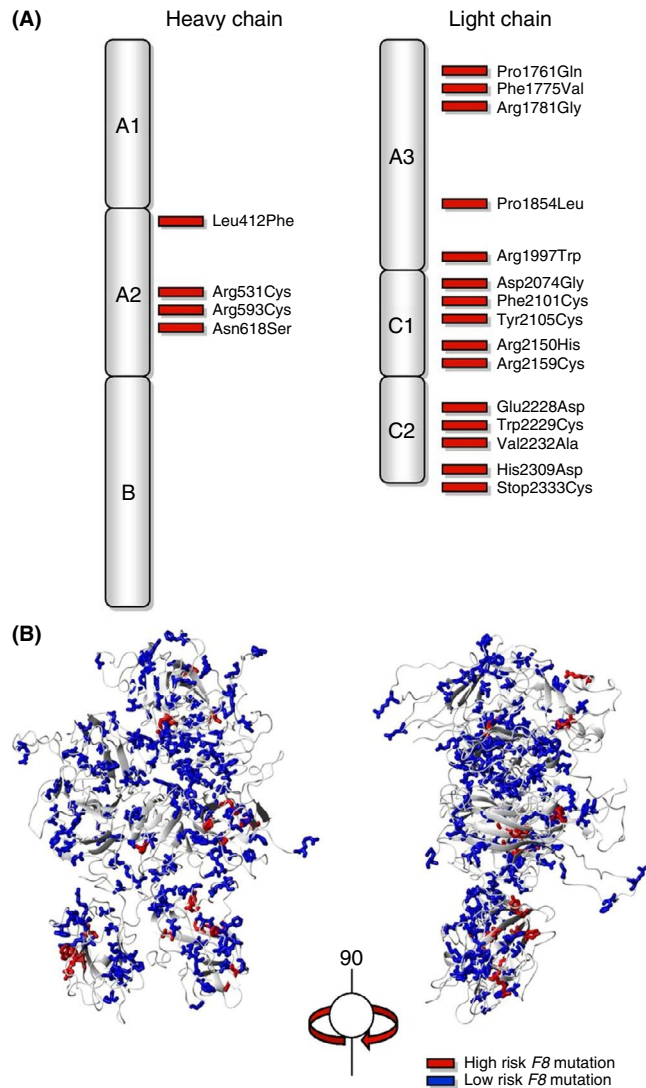 (A)
Heavy chain
Light chain
A1
A2
B
Leu412Phe
Arg531Cys
Arg593Cys
Asn618Ser
A3
C1
C2
Pro1761Gln
Phe1775Val
Arg1781Gly
Pro1854Leu
Arg1997Trp
Asp2074Gly
Phe2101Cys
Tyr2105Cys
Arg2150His
Arg2159Cys
Glu2228Asp
Trp2229Cys
Val2232Ala
His2309Asp
Stop2333Cys
(B)
90
High risk F8 mutation
Low risk F8 mutation